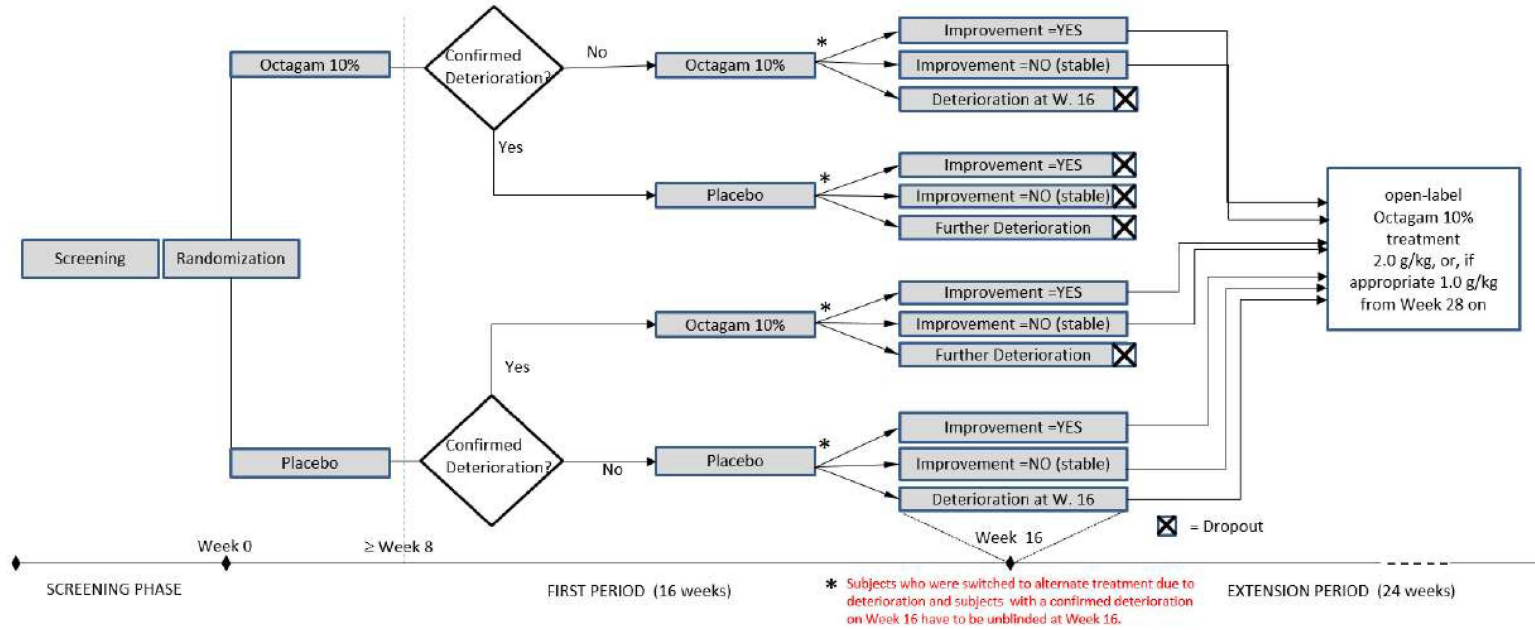 Screening
Randomization
Octagam 10%
Confirmed
Deterioration?
No
Yes
Octagam 10%
*
Improvement =YES
Improvement =NO (stable)
Deterioration at W. 16
Placebo
*
Improvement =YES
Improvement =NO (stable)
Further Deterioration
Octagam 10%
*
Improvement =YES
Improvement =NO (stable)
Further Deterioration
Placebo
Confirmed
Deterioration?
Yes
No
Placebo
*
Improvement =YES
Improvement =NO (stable)
Deterioration at W. 16
open-label
Octagam 10%
treatment
2.0 g/kg, or, if
appropriate 1.0 g/kg
from Week 28 on
= Dropout
Week 0
≥ Week 8
Week 16
SCREENING PHASE
FIRST PERIOD (16 weeks)
* Subjects who were switched to alternate treatment due to
deterioration and subjects with a confirmed deterioration
on Week 16 have to be unblinded at Week 16.
EXTENSION PERIOD (24 weeks)